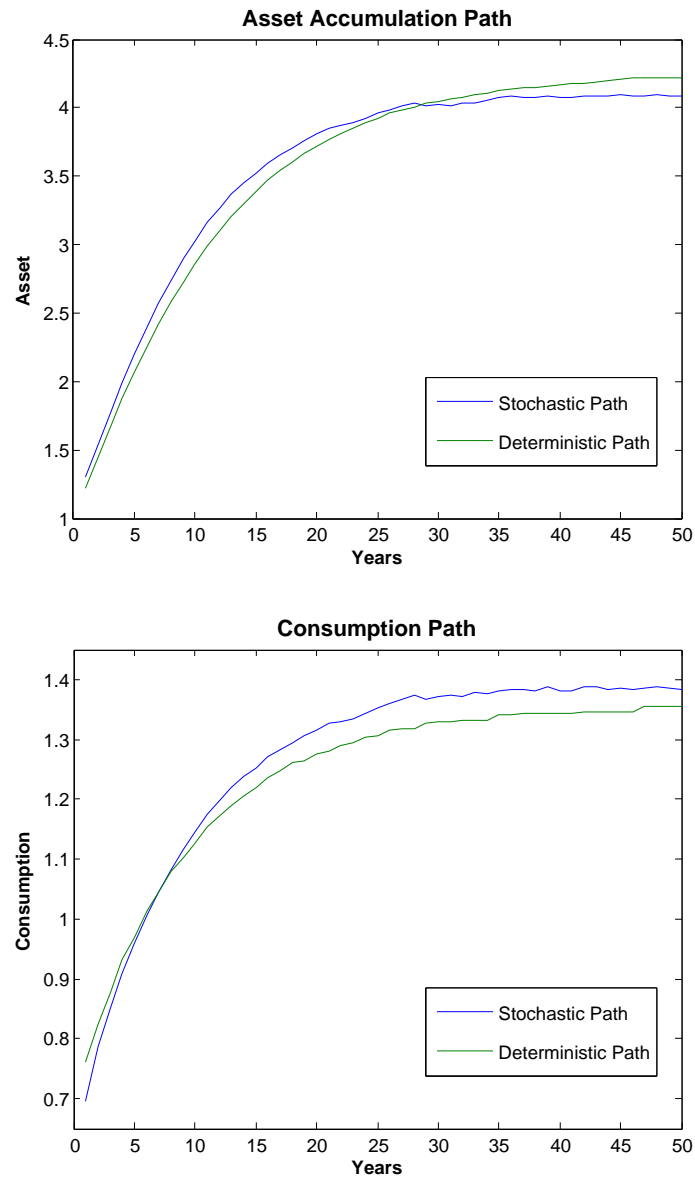 Asset Accumulation Path
4.5
4
3.5
3
2.5
2
1.5
1
Asset
Stochastic Path
Deterministic Path
0 5 10 15 20 25 30 35 40 45 50
Years
Consumption Path
1.4
1.3
1.2
1.1
1
0.9
0.8
0.7
Consumption
Stochastic Path
Deterministic Path
0 5 10 15 20 25 30 35 40 45 50
Years